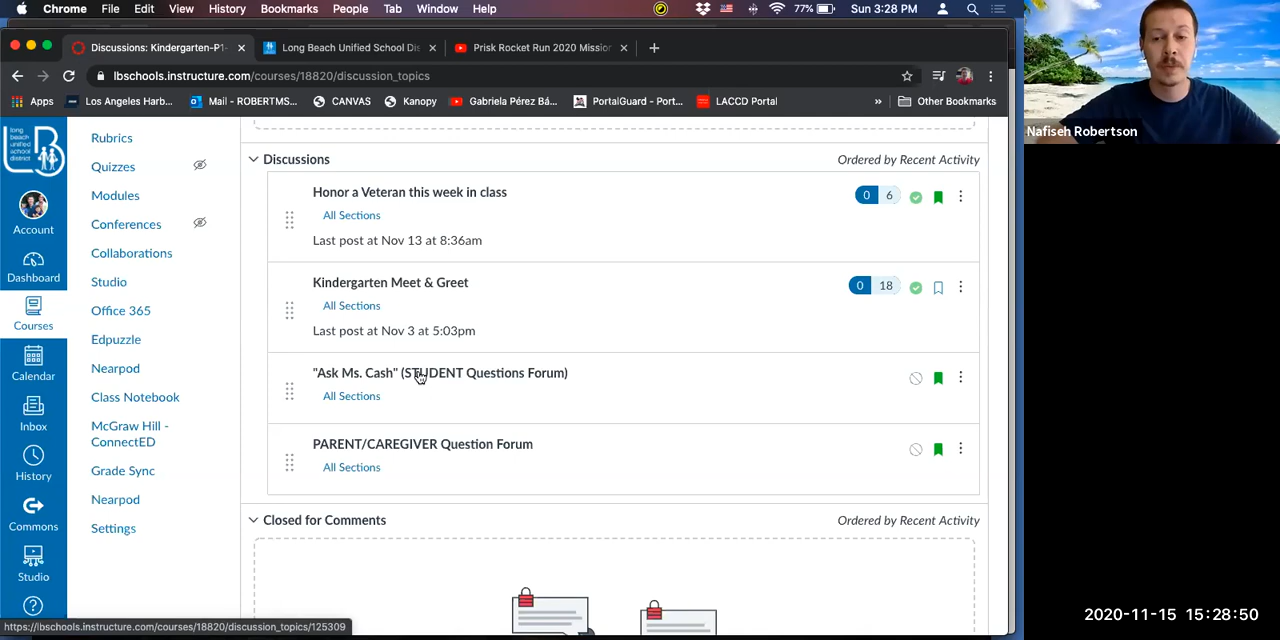 Chrome File Edit View History Bookmarks People Tab Window Help 77% Sun 3:28 PM
Discussions: Kindergarten-P1- Long Beach Unified School Dis Prisk Rocket Run 2020 Mission
lbschools.instructure.com/courses/18820/discussion_topics
Apps Los Angeles Harb... Mail - ROBERTMS... CANVAS Kanopy Gabriela Pérez Bá... PortalGuard - Port... LACCD Portal » Other Bookmarks
Nafiseh Robertson
long
beach
unified
school
district
Account
Dashboard
Courses
Calendar
Inbox
History
Commons
Studio
Rubrics
Quizzes
Modules
Conferences
Collaborations
Studio
Office 365
Edpuzzle
Nearpod
Class Notebook
McGraw Hill -
ConnectED
Grade Sync
Nearpod
Settings
Discussions Ordered by Recent Activity
Honor a Veteran this week in class 0 6
All Sections
Last post at Nov 13 at 8:36am
Kindergarten Meet & Greet 0 18
All Sections
Last post at Nov 3 at 5:03pm
"Ask Ms. Cash" (STUDENT Questions Forum)
All Sections
PARENT/CAREGIVER Question Forum
All Sections
Closed for Comments Ordered by Recent Activity
https://lbschools.instructure.com/courses/18820/discussion_topics/125309
2020-11-15 15:28:50